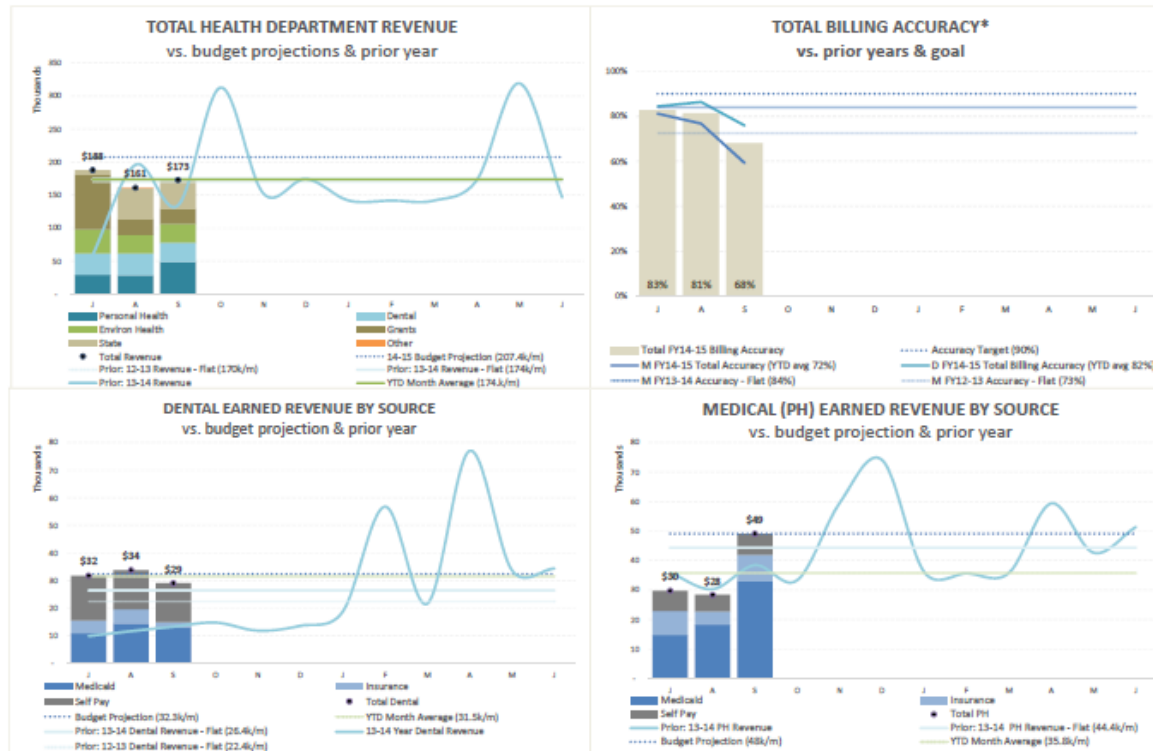 TOTAL HEALTH DEPARTMENT REVENUE
vs. budget projections & prior year
Thousands
350
300
250
200
150
100
50
-
$188
$161
$173
J A S O N D J F M A M J
Personal Health Dental
Environ Health Grants
State Other
Total Revenue 14-15 Budget Projection (207.4k/m)
Prior: 12-13 Revenue - Flat (170k/m) Prior: 13-14 Revenue - Flat (174k/m)
Prior: 13-14 Revenue YTD Month Average (174.k/m)
TOTAL BILLING ACCURACY*
vs. prior years & goal
100%
80%
60%
40%
20%
0%
83% 81% 68%
J A S O N D J F M A M J
Total FY14-15 Billing Accuracy Accuracy Target (90%)
M FY14-15 Total Accuracy (YTD avg 72%) D FY14-15 Total Billing Accuracy (YTD avg 82%)
M FY13-14 Accuracy - Flat (84%) M FY12-13 Accuracy - Flat (73%)
DENTAL EARNED REVENUE BY SOURCE
vs. budget projection & prior year
Thousands
80
70
60
50
40
30
20
10
-
$32
$34
$29
J A S O N D J F M A M J
Medicaid Insurance
Self Pay Total Dental
Budget Projection (32.3k/m) YTD Month Average (31.5k/m)
Prior: 13-14 Dental Revenue - Flat (26.4k/m) 13-14 Year Dental Revenue
Prior: 12-13 Dental Revenue - Flat (22.4k/m)
MEDICAL (PH) EARNED REVENUE BY SOURCE
vs. budget projection & prior year
Thousands
80
70
60
50
40
30
20
10
-
$30
$28
$49
J A S O N D J F M A M J
Medicaid Insurance
Self Pay Total PH
Prior: 13-14 PH Revenue Prior: 13-14 PH Revenue - Flat (44.4k/m)
Budget Projection (48k/m) YTD Month Average (35.8k/m)